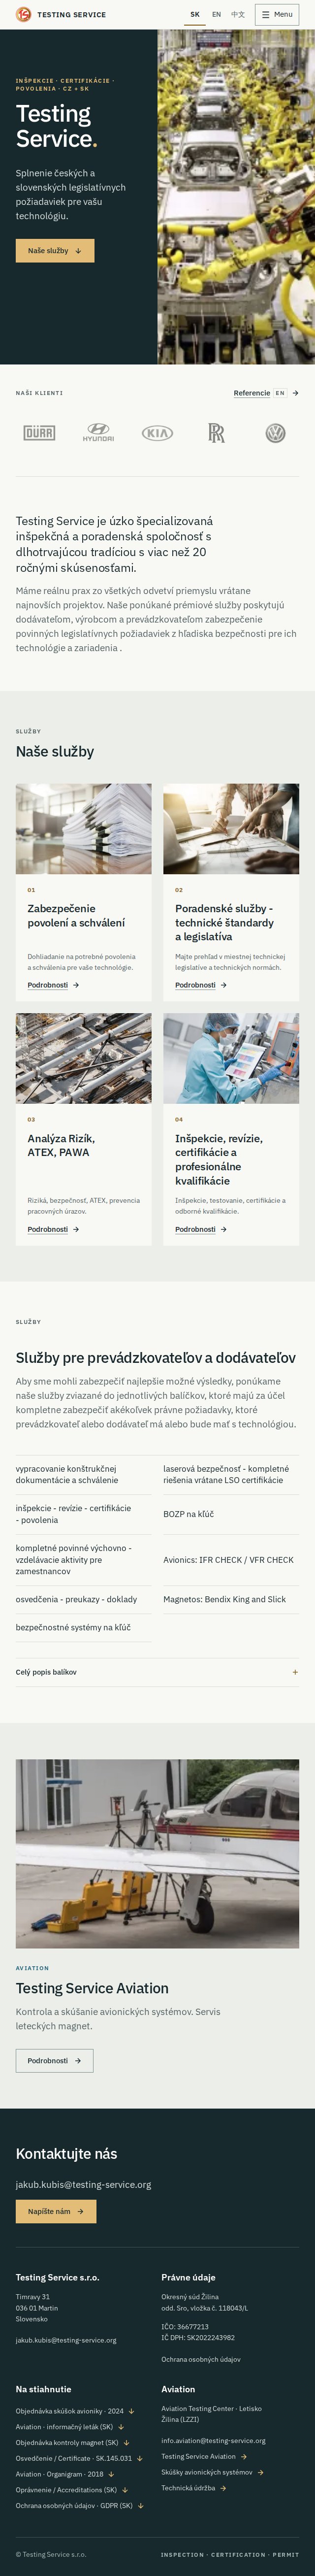 TESTING SERVICE
SK EN 中文 Menu
INŠPEKCIE · CERTIFIKÁCIE ·
POVOLENIA · CZ + SK
Testing
Service.
Splnenie českých a
slovenských legislatívnych
požiadaviek pre vašu
technológiu.
Naše služby
NAŠI KLIENTI
Referencie EN
DÜRR
HYUNDAI
KIA
Testing Service je úzko špecializovaná
inšpekčná a poradenská spoločnosť s
dlhotrvajúcou tradíciou s viac než 20
ročnými skúsenosťami.
Máme reálnu prax zo všetkých odvetví priemyslu vrátane
najnovších projektov. Naše ponúkané prémiové služby poskytujú
dodávateľom, výrobcom a prevádzkovateľom zabezpečenie
povinných legislatívnych požiadaviek z hľadiska bezpečnosti pre ich
technológie a zariadenia .
SLUŽBY
Naše služby
01
Zabezpečenie
povolení a schválení
Dohliadanie na potrebné povolenia
a schválenia pre vaše technológie.
Podrobnosti
02
Poradenské služby -
technické štandardy
a legislatíva
Majte prehľad v miestnej technickej
legislatíve a technických normách.
Podrobnosti
03
Analýza Rizík,
ATEX, PAWA
Riziká, bezpečnosť, ATEX, prevencia
pracovných úrazov.
Podrobnosti
04
Inšpekcie, revízie,
certifikácie a
profesionálne
kvalifikácie
Inšpekcie, testovanie, certifikácie a
odborné kvalifikácie.
Podrobnosti
SLUŽBY
Služby pre prevádzkovateľov a dodávateľov
Aby sme mohli zabezpečiť najlepšie možné výsledky, ponúkame
naše služby zviazané do jednotlivých balíčkov, ktoré majú za účel
kompletne zabezpečiť akékoľvek právne požiadavky, ktoré
prevádzkovateľ alebo dodávateľ má alebo bude mať s technológiou.
vypracovanie konštrukčnej
dokumentácie a schválenie
laserová bezpečnosť - kompletné
riešenia vrátane LSO certifikácie
inšpekcie - revízie - certifikácie
- povolenia
BOZP na kľúč
kompletné povinné výchovno -
vzdelávacie aktivity pre
zamestnancov
Avionics: IFR CHECK / VFR CHECK
osvedčenia - preukazy - doklady
Magnetos: Bendix King and Slick
bezpečnostné systémy na kľúč
Celý popis balíkov
AVIATION
Testing Service Aviation
Kontrola a skúšanie avionických systémov. Servis
leteckých magnet.
Podrobnosti
Kontaktujte nás
jakub.kubis@testing-service.org
Napíšte nám
Testing Service s.r.o.
Timravy 31
036 01 Martin
Slovensko
jakub.kubis@testing-service.org
Právne údaje
Okresný súd Žilina
odd. Sro, vložka č. 118043/L
IČO: 36677213
IČ DPH: SK2022243982
Ochrana osobných údajov
Na stiahnutie
Objednávka skúšok avioniky · 2024
Aviation · informačný leták (SK)
Objednávka kontroly magnet (SK)
Osvedčenie / Certificate · SK.145.031
Aviation · Organigram · 2018
Oprávnenie / Accreditations (SK)
Ochrana osobných údajov · GDPR (SK)
Aviation
Aviation Testing Center · Letisko
Žilina (LZZI)
info.aviation@testing-service.org
Testing Service Aviation
Skúšky avionických systémov
Technická údržba
© Testing Service s.r.o.
INSPECTION · CERTIFICATION · PERMIT